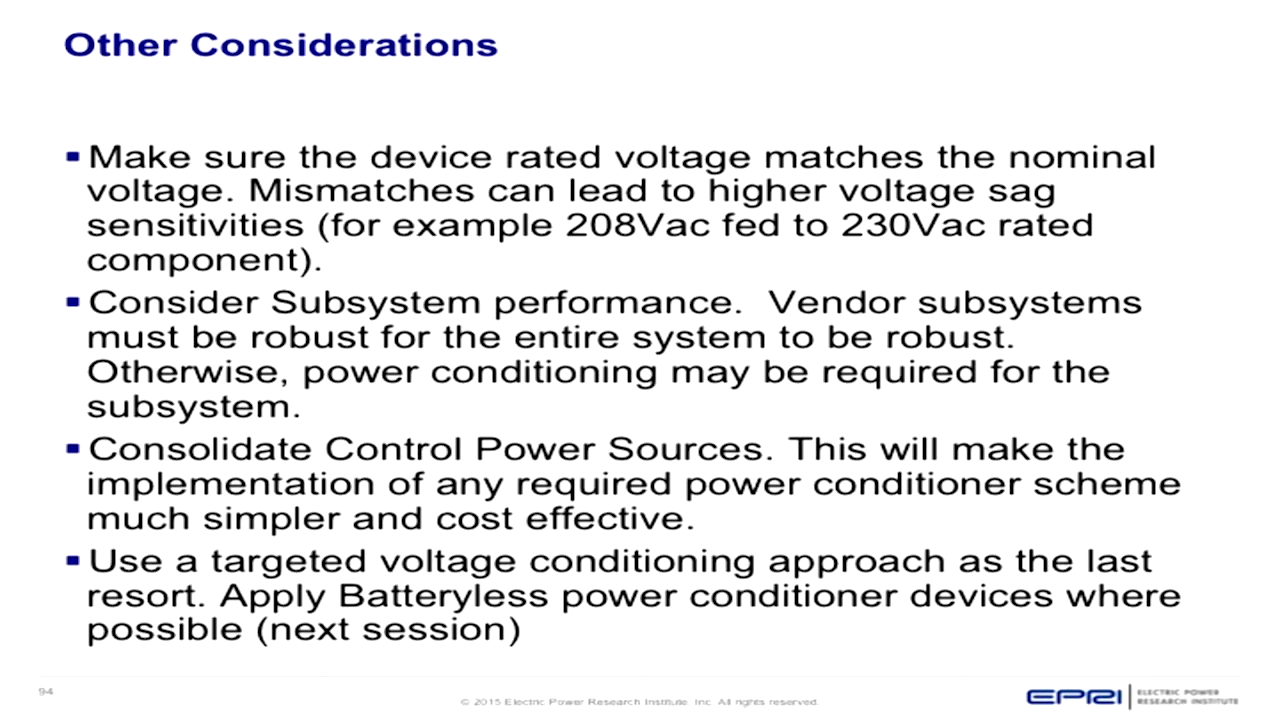 Other Considerations
▪ Make sure the device rated voltage matches the nominal
voltage. Mismatches can lead to higher voltage sag
sensitivities (for example 208Vac fed to 230Vac rated
component).
▪ Consider Subsystem performance.  Vendor subsystems
must be robust for the entire system to be robust.
Otherwise, power conditioning may be required for the
subsystem.
▪ Consolidate Control Power Sources. This will make the
implementation of any required power conditioner scheme
much simpler and cost effective.
▪ Use a targeted voltage conditioning approach as the last
resort. Apply Batteryless power conditioner devices where
possible (next session)
94
© 2015 Electric Power Research Institute, Inc. All rights reserved.
EPRI
ELECTRIC POWER
RESEARCH INSTITUTE